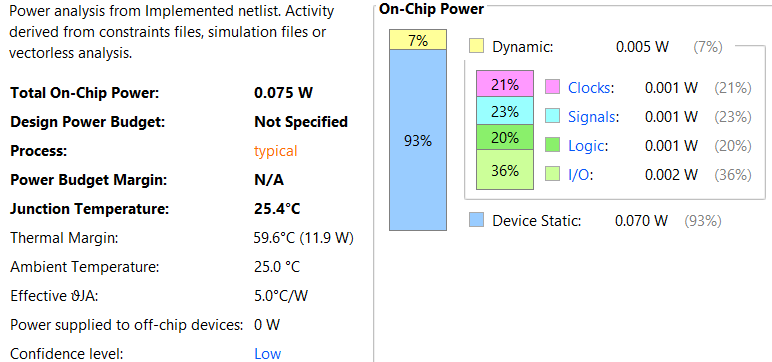 Power analysis from Implemented netlist. Activity
derived from constraints files, simulation files or
vectorless analysis.
Total On-Chip Power: 0.075 W
Design Power Budget: Not Specified
Process: typical
Power Budget Margin: N/A
Junction Temperature: 25.4°C
Thermal Margin: 59.6°C (11.9 W)
Ambient Temperature: 25.0 °C
Effective ϑJA: 5.0°C/W
Power supplied to off-chip devices: 0 W
Confidence level: Low
On-Chip Power
7%
93%
Dynamic: 0.005 W (7%)
21%
23%
20%
36%
Clocks: 0.001 W (21%)
Signals: 0.001 W (23%)
Logic: 0.001 W (20%)
I/O: 0.002 W (36%)
Device Static: 0.070 W (93%)